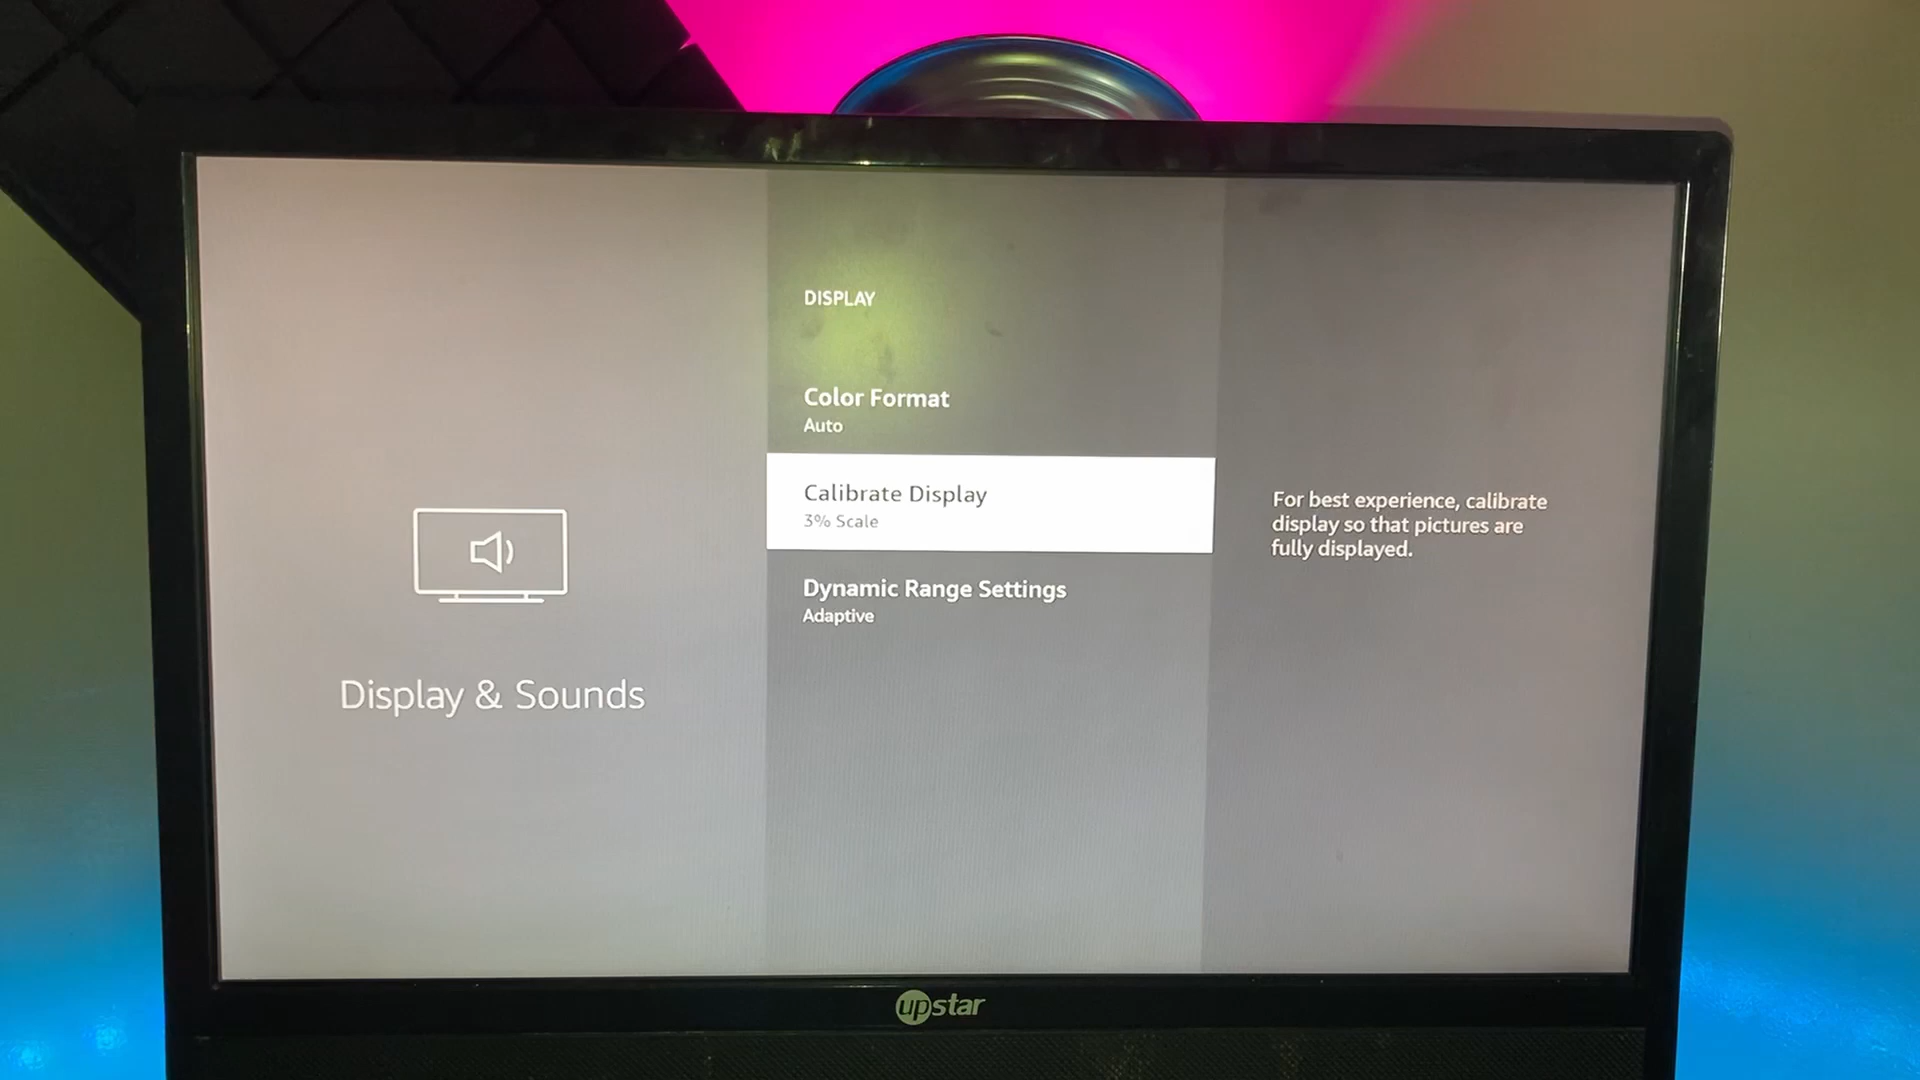 DISPLAY
Color Format
Auto
Calibrate Display
3% Scale
Dynamic Range Settings
Adaptive
For best experience, calibrate
display so that pictures are
fully displayed.
Display & Sounds
upstar